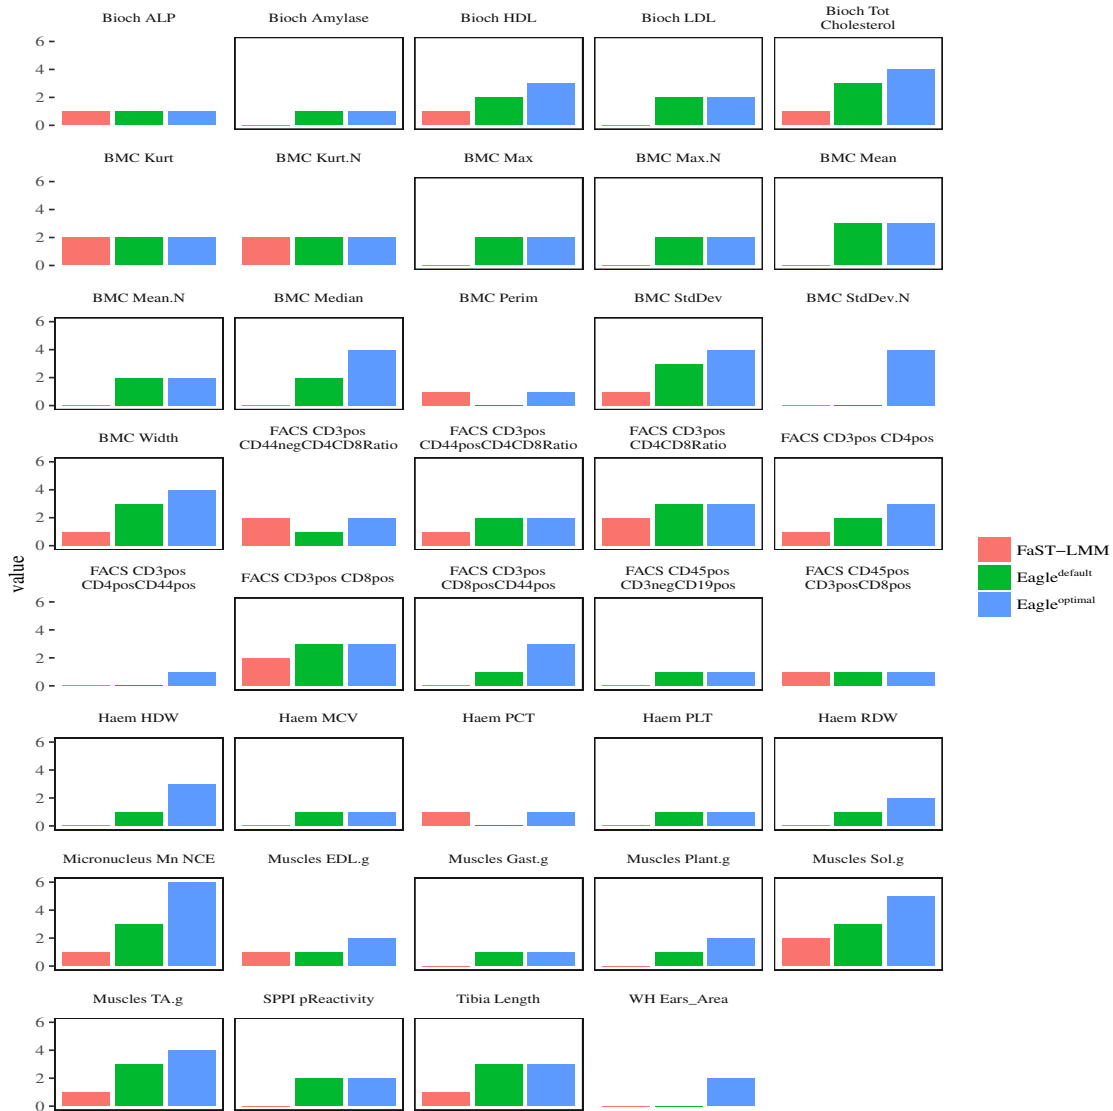 Bioch ALP
Bioch Amylase
Bioch HDL
Bioch LDL
Bioch Tot
Cholesterol
6
4
2
0
BMC Kurt
BMC Kurt.N
BMC Max
BMC Max.N
BMC Mean
6
4
2
0
BMC Mean.N
BMC Median
BMC Perim
BMC StdDev
BMC StdDev.N
6
4
2
0
BMC Width
FACS CD3pos
CD44negCD4CD8Ratio
FACS CD3pos
CD44posCD4CD8Ratio
FACS CD3pos
CD4CD8Ratio
FACS CD3pos CD4pos
6
4
2
0
value
FACS CD3pos
CD4posCD44pos
FACS CD3pos CD8pos
FACS CD3pos
CD8posCD44pos
FACS CD45pos
CD3negCD19pos
FACS CD45pos
CD3posCD8pos
6
4
2
0
Haem HDW
Haem MCV
Haem PCT
Haem PLT
Haem RDW
6
4
2
0
Micronucleus Mn NCE
Muscles EDL.g
Muscles Gast.g
Muscles Plant.g
Muscles Sol.g
6
4
2
0
Muscles TA.g
SPPI pReactivity
Tibia Length
WH Ears_Area
6
4
2
0
FaST−LMM
Eagle^default
Eagle^optimal